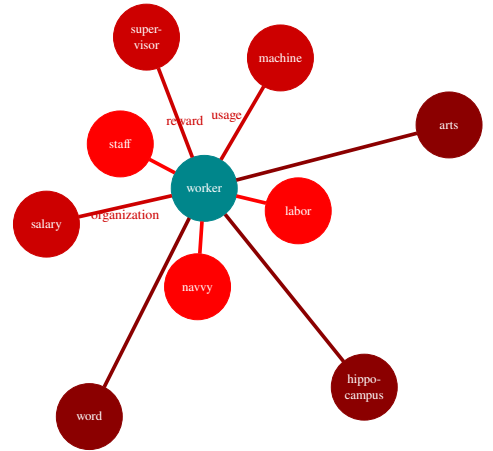 super-
visor
machine
reward
usage
arts
staff
worker
salary
organization
labor
navvy
hippo-
campus
word